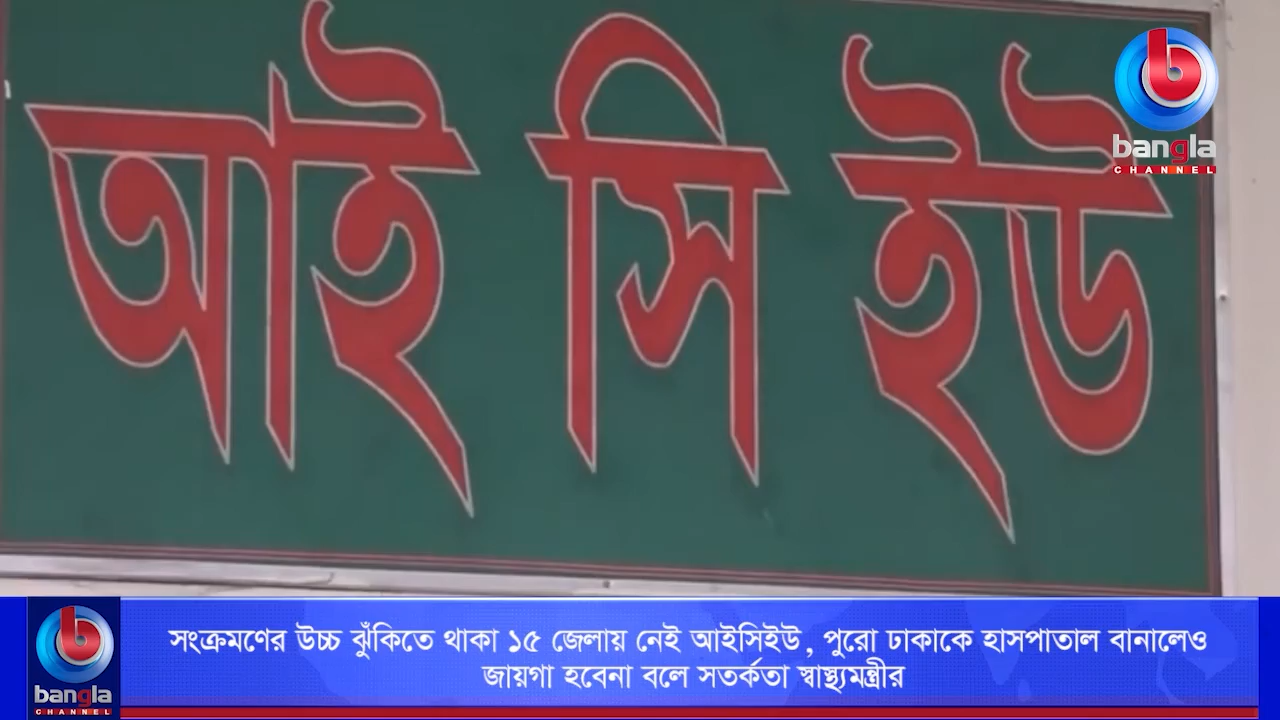 আই সি ইউ
bangla
CHANNEL
সংক্রমণের উচ্চ ঝুঁকিতে থাকা ১৫ জেলায় নেই আইসিইউ, পুরো ঢাকাকে হাসপাতাল বানালেও
জায়গা হবেনা বলে সতর্কতা স্বাস্থ্যমন্ত্রীর
bangla
CHANNEL